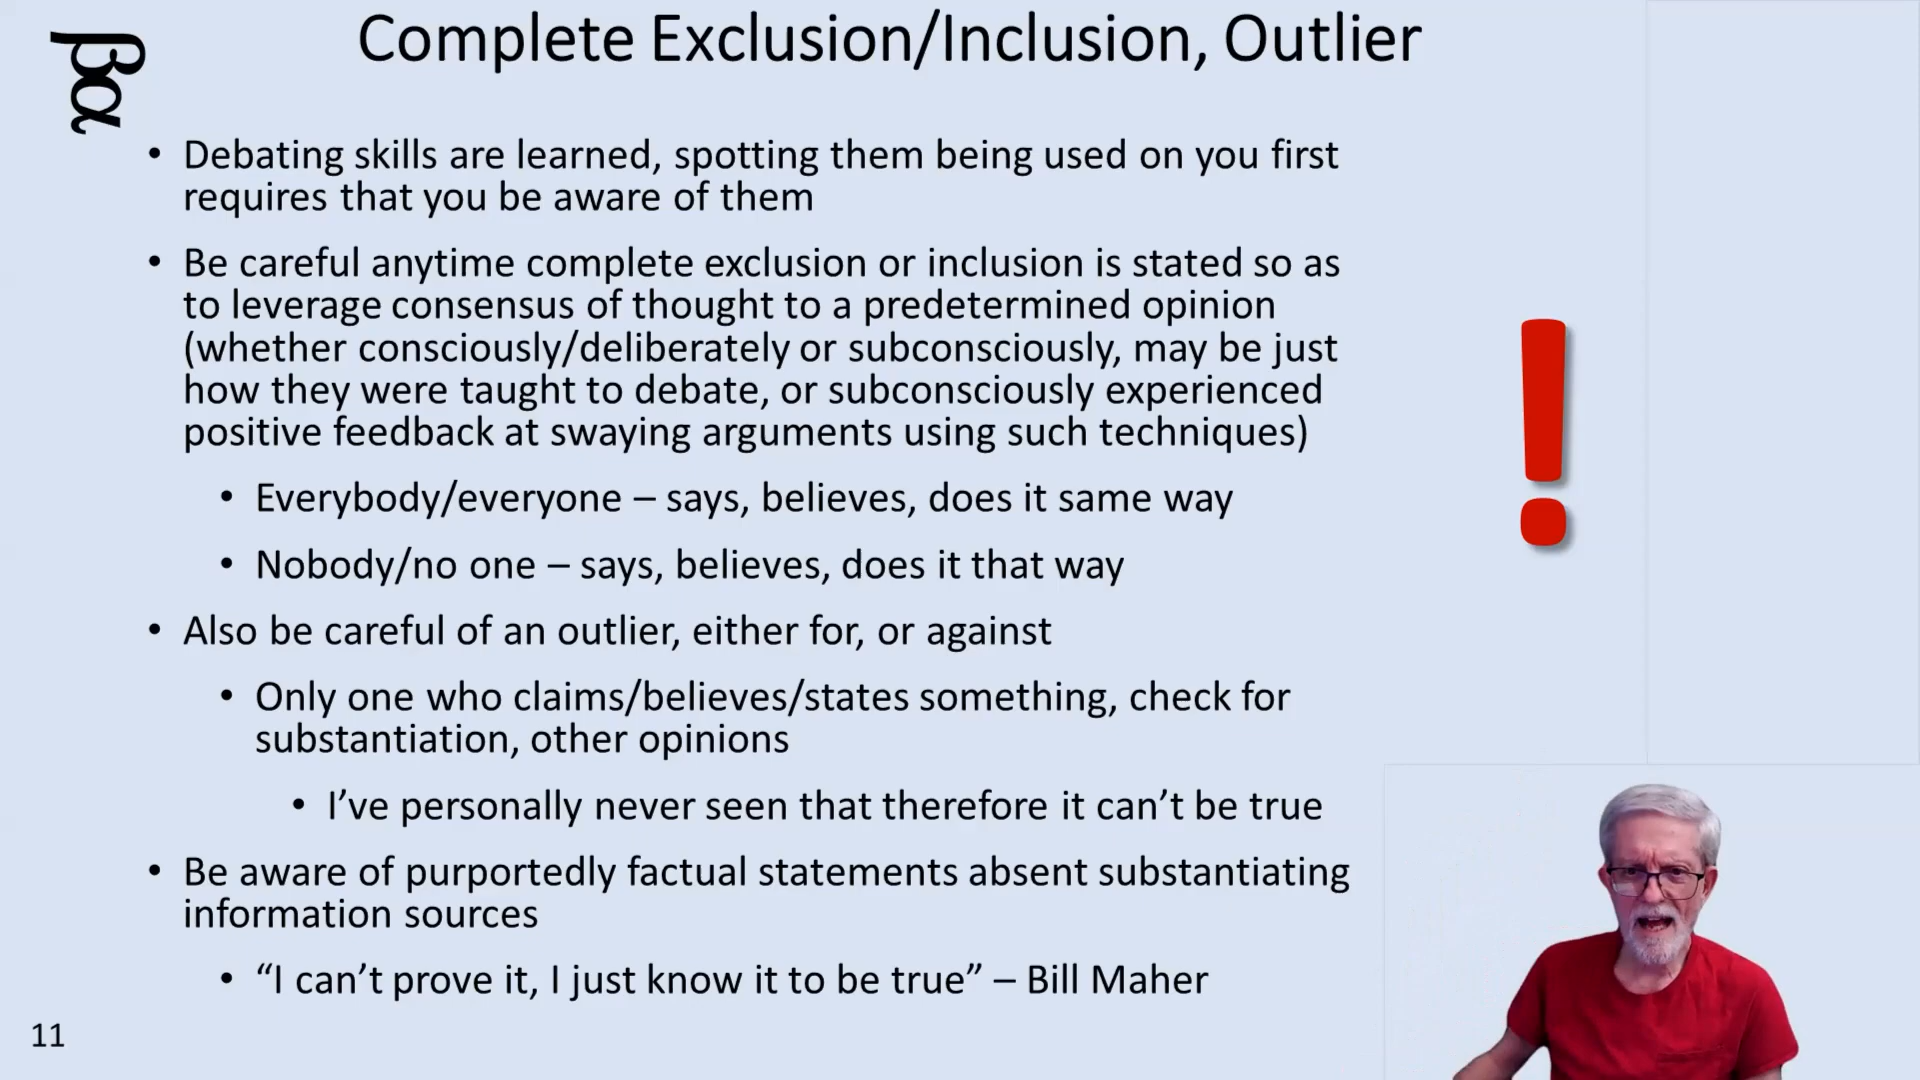 Complete Exclusion/Inclusion, Outlier
βα
• Debating skills are learned, spotting them being used on you first
requires that you be aware of them
• Be careful anytime complete exclusion or inclusion is stated so as
to leverage consensus of thought to a predetermined opinion
(whether consciously/deliberately or subconsciously, may be just
how they were taught to debate, or subconsciously experienced
positive feedback at swaying arguments using such techniques)
• Everybody/everyone – says, believes, does it same way
• Nobody/no one – says, believes, does it that way
• Also be careful of an outlier, either for, or against
• Only one who claims/believes/states something, check for
substantiation, other opinions
• I’ve personally never seen that therefore it can’t be true
• Be aware of purportedly factual statements absent substantiating
information sources
• “I can’t prove it, I just know it to be true” – Bill Maher
!
11